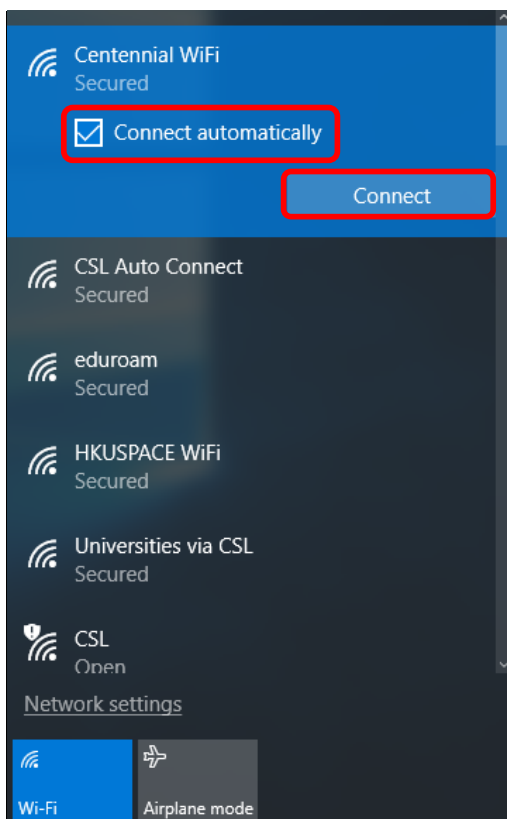 Centennial WiFi
Secured
Connect automatically
Connect
CSL Auto Connect
Secured
eduroam
Secured
HKUSPACE WiFi
Secured
Universities via CSL
Secured
CSL
Open
Network settings
Wi-Fi
Airplane mode